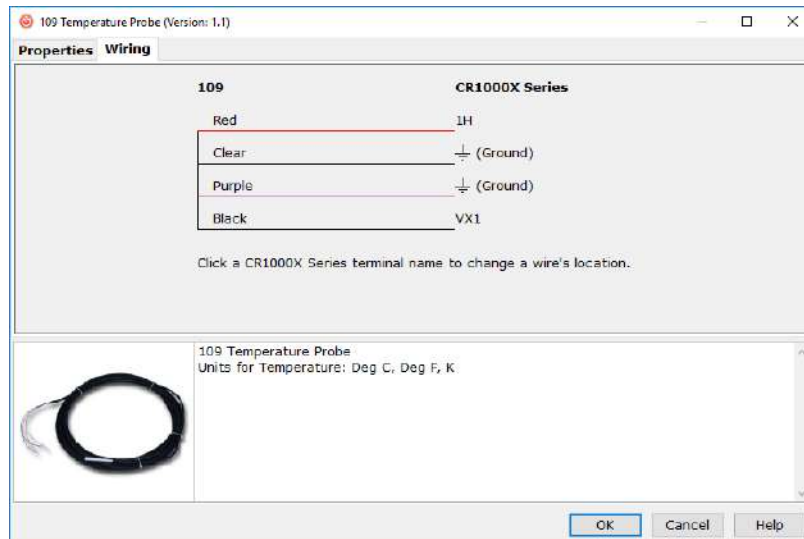 109 Temperature Probe (Version: 1.1)
Properties Wiring
109 CR1000X Series
Red 1H
Clear ⏚ (Ground)
Purple ⏚ (Ground)
Black VX1
Click a CR1000X Series terminal name to change a wire's location.
109 Temperature Probe
Units for Temperature: Deg C, Deg F, K
OK Cancel Help